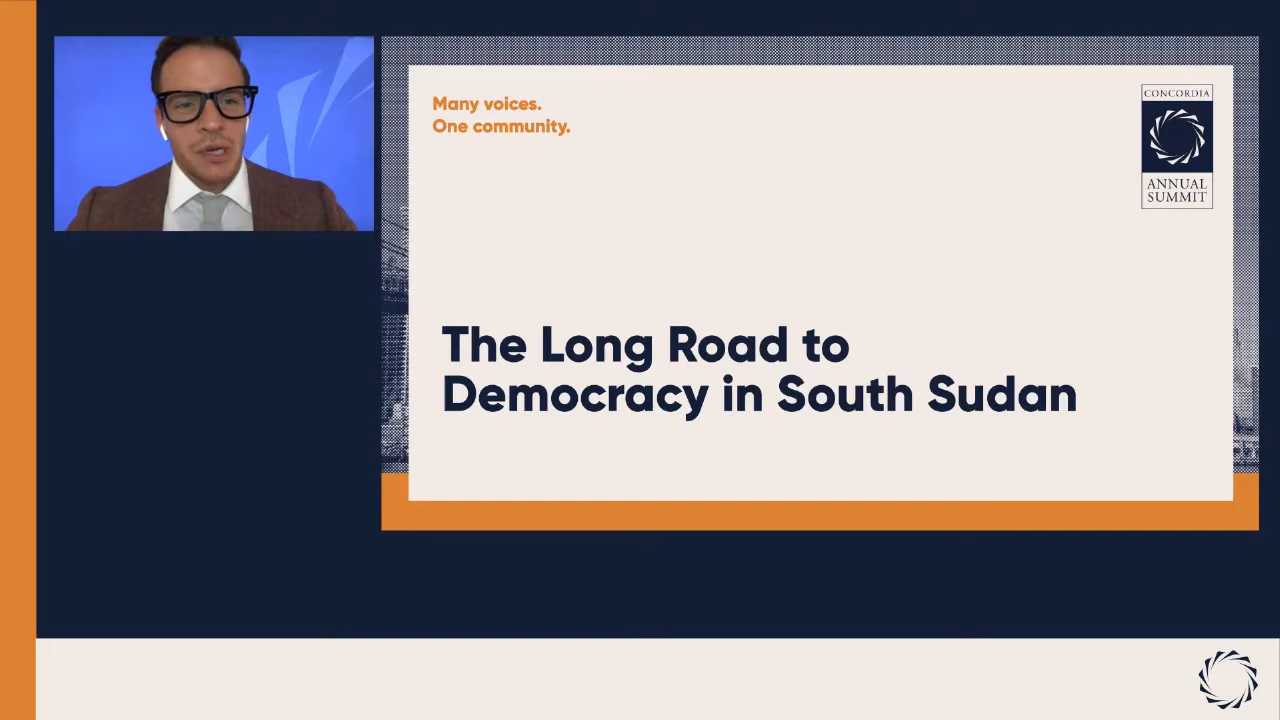 Many voices.
One community.
CONCORDIA
ANNUAL
SUMMIT
The Long Road to
Democracy in South Sudan